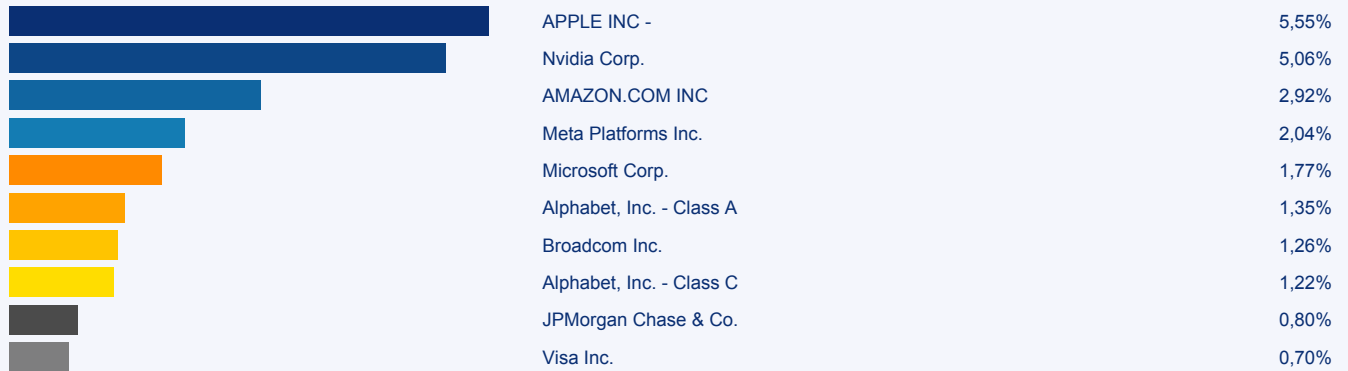 APPLE INC - 5,55%
Nvidia Corp. 5,06%
AMAZON.COM INC 2,92%
Meta Platforms Inc. 2,04%
Microsoft Corp. 1,77%
Alphabet, Inc. - Class A 1,35%
Broadcom Inc. 1,26%
Alphabet, Inc. - Class C 1,22%
JPMorgan Chase & Co. 0,80%
Visa Inc. 0,70%